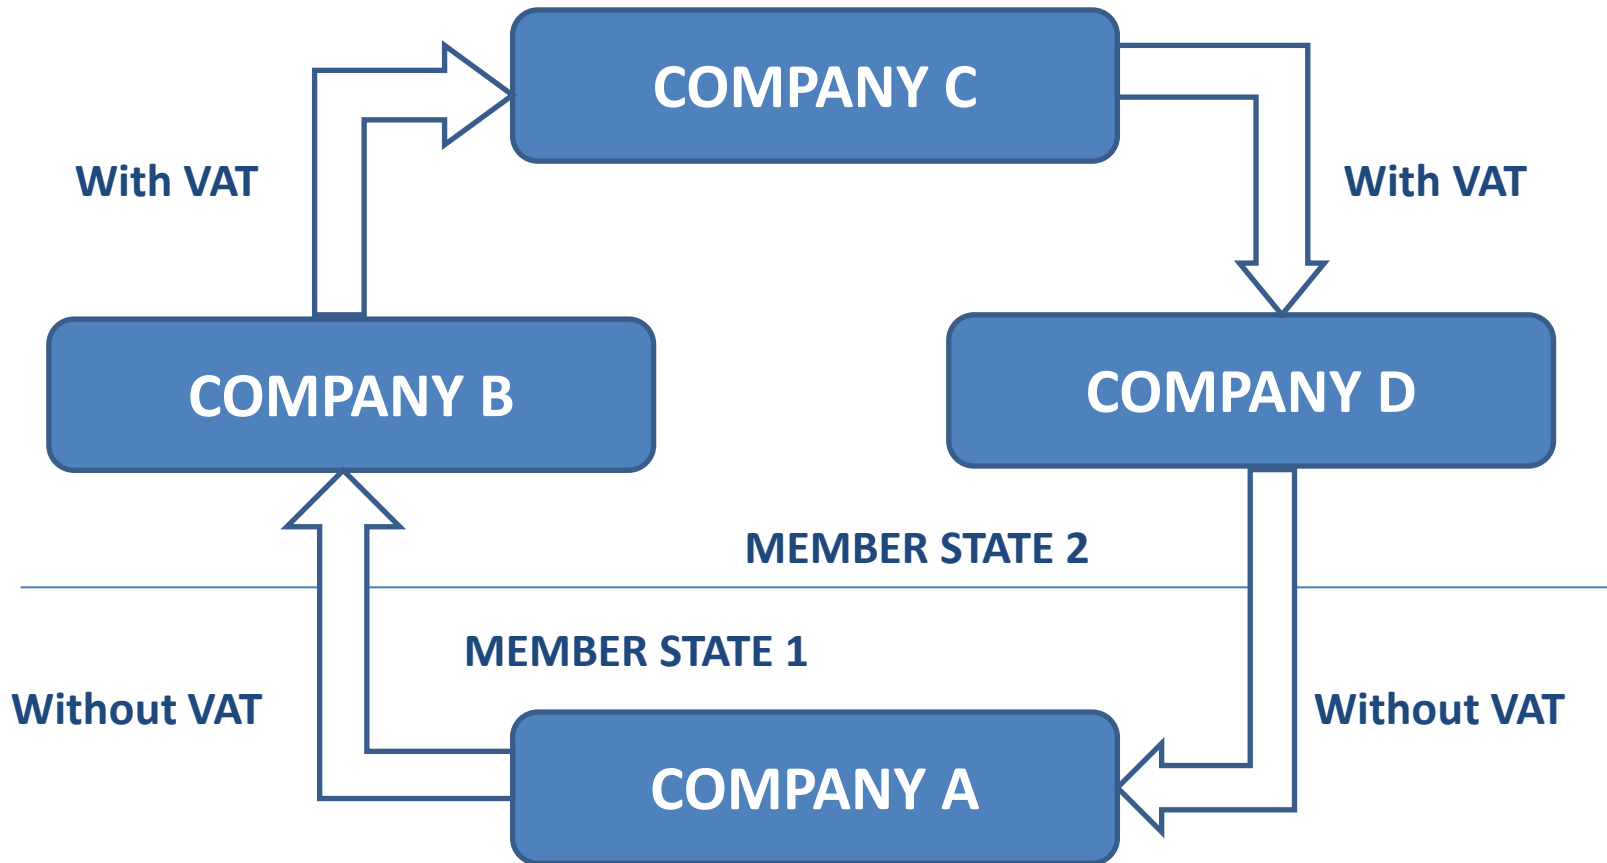 COMPANY C
With VAT
With VAT
COMPANY B
COMPANY D
MEMBER STATE 2
MEMBER STATE 1
Without VAT
Without VAT
COMPANY A